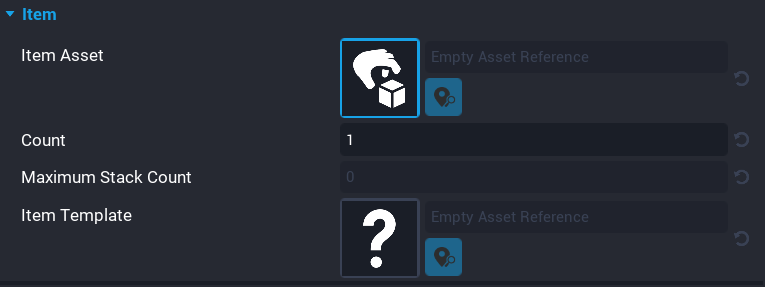 Item
Item Asset
Empty Asset Reference
Count
1
Maximum Stack Count
0
Item Template
Empty Asset Reference